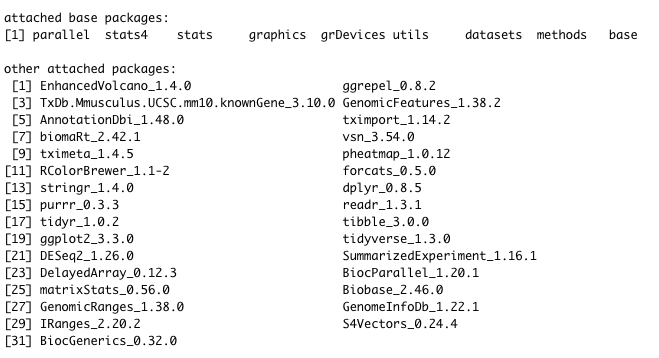 attached base packages:
[1] parallel  stats4    stats     graphics  grDevices utils     datasets  methods   base

other attached packages:
 [1] EnhancedVolcano_1.4.0                     ggrepel_0.8.2
 [3] TxDb.Mmusculus.UCSC.mm10.knownGene_3.10.0 GenomicFeatures_1.38.2
 [5] AnnotationDbi_1.48.0                      tximport_1.14.2
 [7] biomaRt_2.42.1                            vsn_3.54.0
 [9] tximeta_1.4.5                             pheatmap_1.0.12
[11] RColorBrewer_1.1-2                        forcats_0.5.0
[13] stringr_1.4.0                             dplyr_0.8.5
[15] purrr_0.3.3                               readr_1.3.1
[17] tidyr_1.0.2                               tibble_3.0.0
[19] ggplot2_3.3.0                             tidyverse_1.3.0
[21] DESeq2_1.26.0                             SummarizedExperiment_1.16.1
[23] DelayedArray_0.12.3                       BiocParallel_1.20.1
[25] matrixStats_0.56.0                        Biobase_2.46.0
[27] GenomicRanges_1.38.0                      GenomeInfoDb_1.22.1
[29] IRanges_2.20.2                            S4Vectors_0.24.4
[31] BiocGenerics_0.32.0